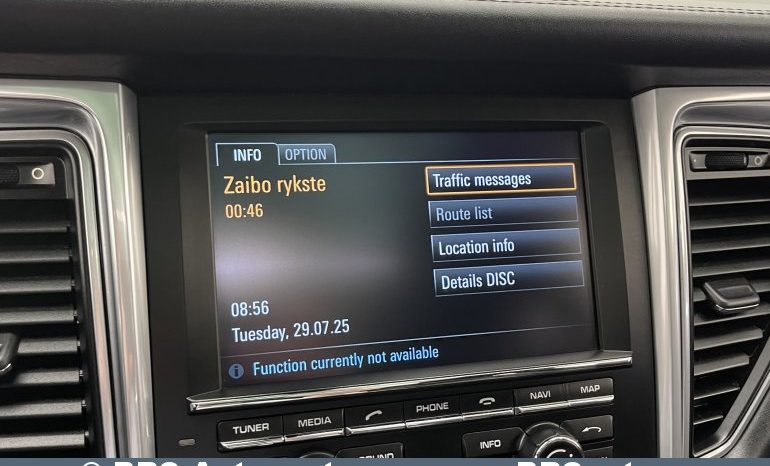 INFO
OPTION
Zaibo rykste
00:46
Traffic messages
Route list
Location info
Details DISC
08:56
Tuesday, 29.07.25
Function currently not available
TUNER
MEDIA
PHONE
NAVI
MAP
INFO